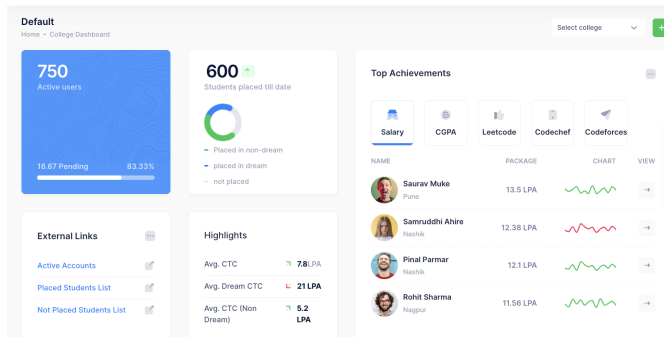 Default
Home - College Dashboard
Select college
750
Active users
16.67 Pending 83.33%
600
Students placed till date
Placed in non-dream
placed in dream
not placed
Top Achievements
Salary CGPA Leetcode Codechef Codeforces
NAME PACKAGE CHART VIEW
Saurav Muke
Pune
13.5 LPA
Samruddhi Ahire
Nashik
12.38 LPA
Pinal Parmar
Nashik
12.1 LPA
Rohit Sharma
Nagpur
11.56 LPA
External Links
Active Accounts
Placed Students List
Not Placed Students List
Highlights
Avg. CTC 7.8LPA
Avg. Dream CTC 21 LPA
Avg. CTC (Non
Dream)
5.2
LPA